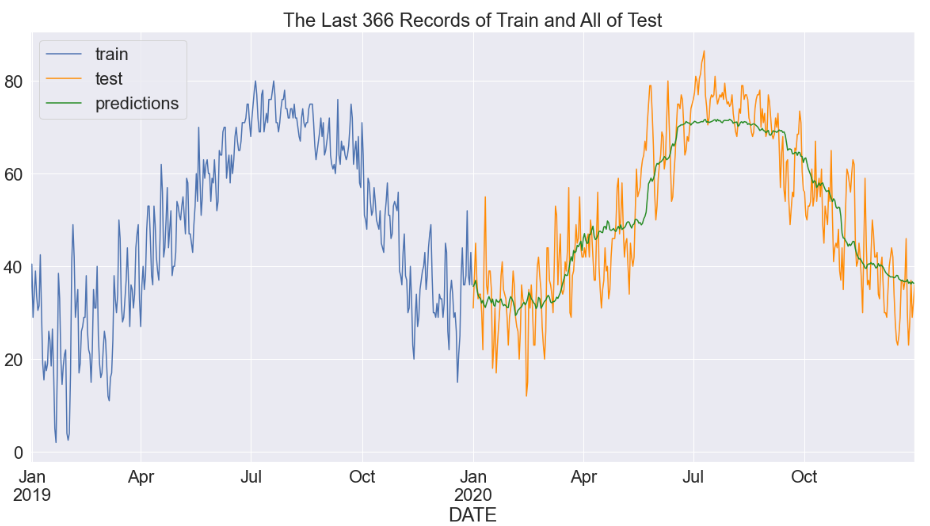 The Last 366 Records of Train and All of Test
train
test
predictions
80
60
40
20
0
Jan Apr Jul Oct Jan Apr Jul Oct
2019 2020
DATE